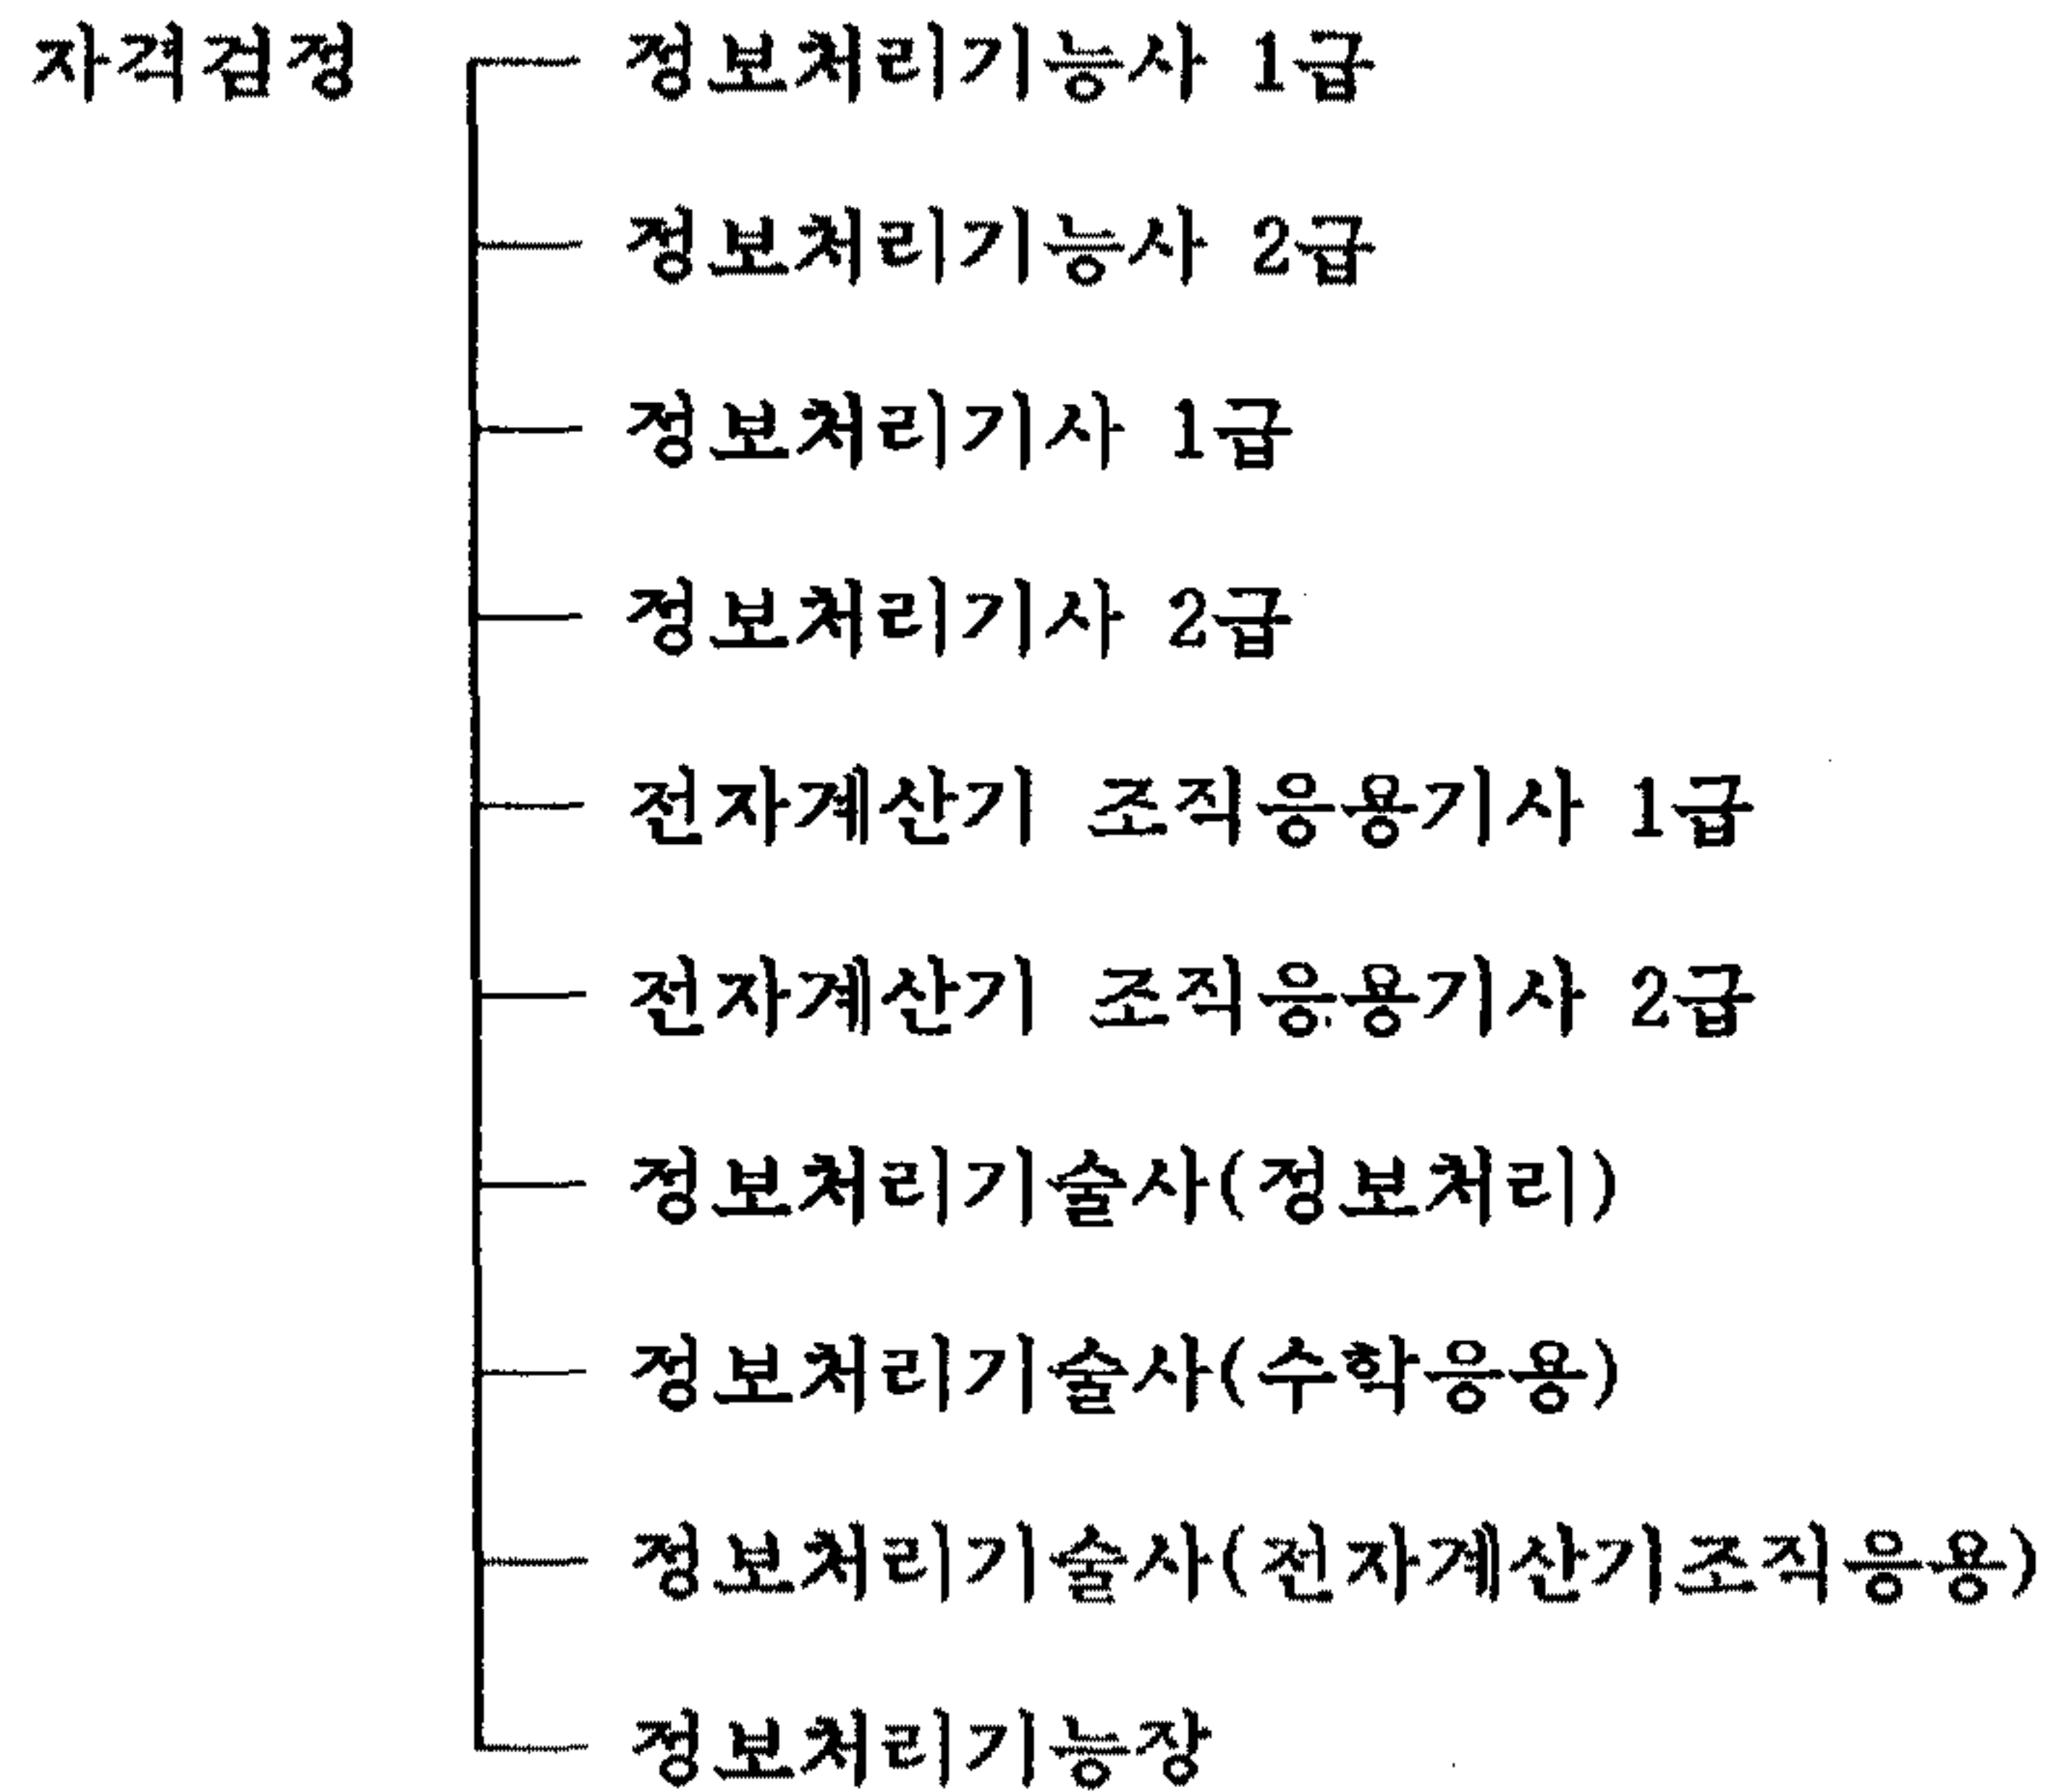 자격검정 정보처리기능사 1급
정보처리기능사 2급
정보처리기사 1급
정보처리기사 2급
전자계산기 조직응용기사 1급
전자계산기 조직응용기사 2급
정보처리기술사(정보처리)
정보처리기술사(수학응용)
정보처리기술사(전자계산기조직응용)
정보처리기능장